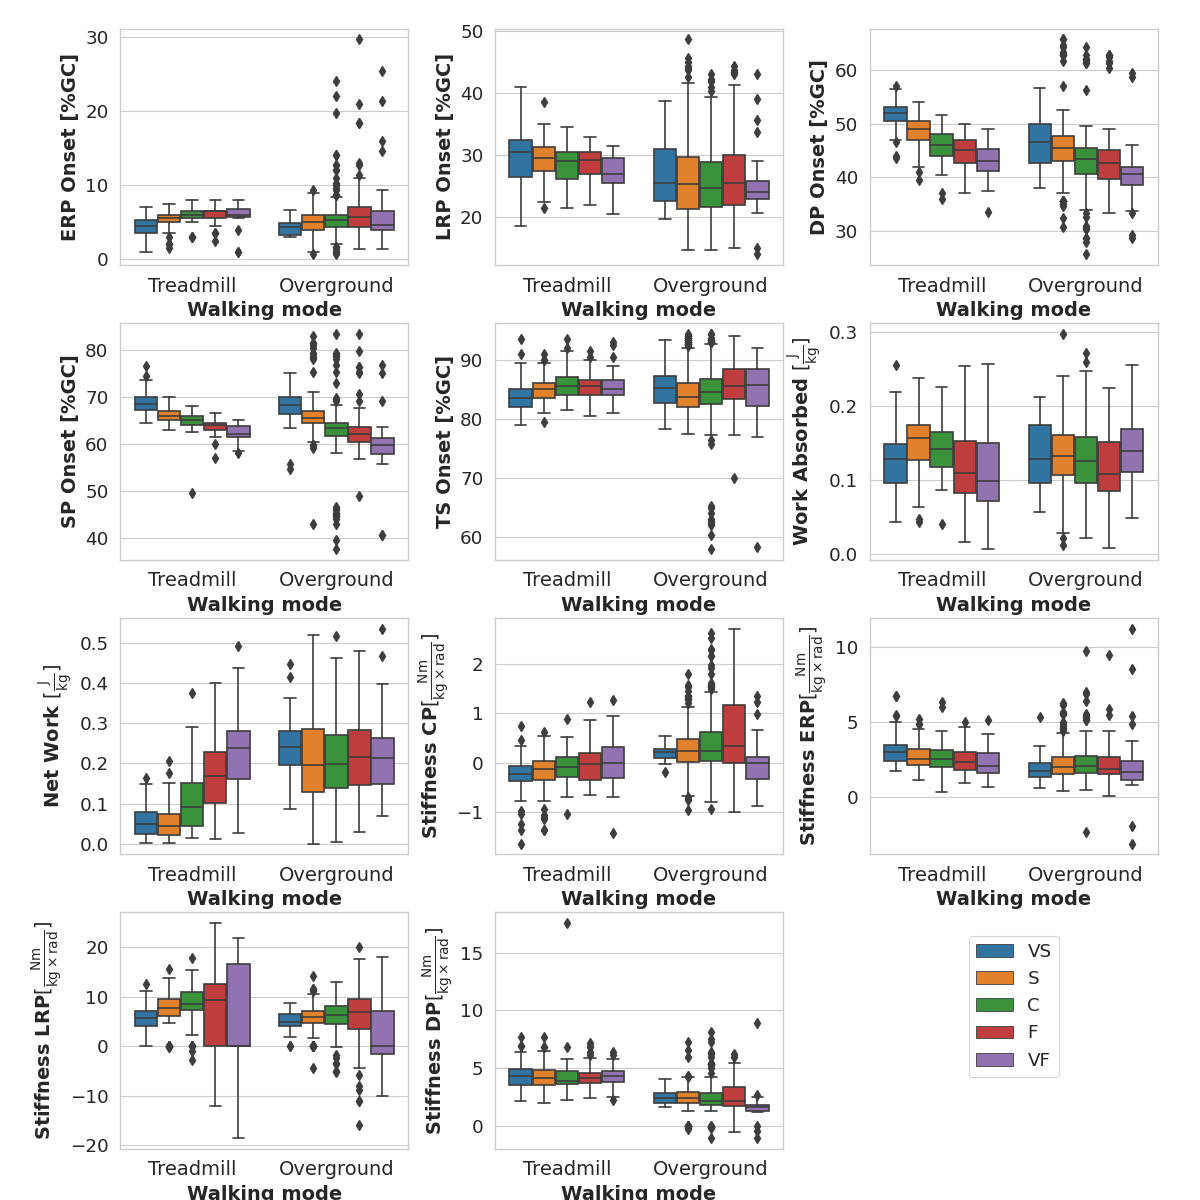 ERP Onset [%GC]
30
20
10
0
Treadmill Overground
Walking mode
LRP Onset [%GC]
50
40
30
20
Treadmill Overground
Walking mode
DP Onset [%GC]
60
50
40
30
Treadmill Overground
Walking mode
SP Onset [%GC]
80
70
60
50
40
Treadmill Overground
Walking mode
TS Onset [%GC]
90
80
70
60
Treadmill Overground
Walking mode
Work Absorbed [J/kg]
0.3
0.2
0.1
0.0
Treadmill Overground
Walking mode
Net Work [J/kg]
0.5
0.4
0.3
0.2
0.1
0.0
Treadmill Overground
Walking mode
Stiffness CP[Nm/kg × rad]
2
1
0
−1
Treadmill Overground
Walking mode
Stiffness ERP[Nm/kg × rad]
10
5
0
Treadmill Overground
Walking mode
Stiffness LRP[Nm/kg × rad]
20
10
0
−10
−20
Treadmill Overground
Walking mode
Stiffness DP[Nm/kg × rad]
15
10
5
0
Treadmill Overground
Walking mode
VS
S
C
F
VF